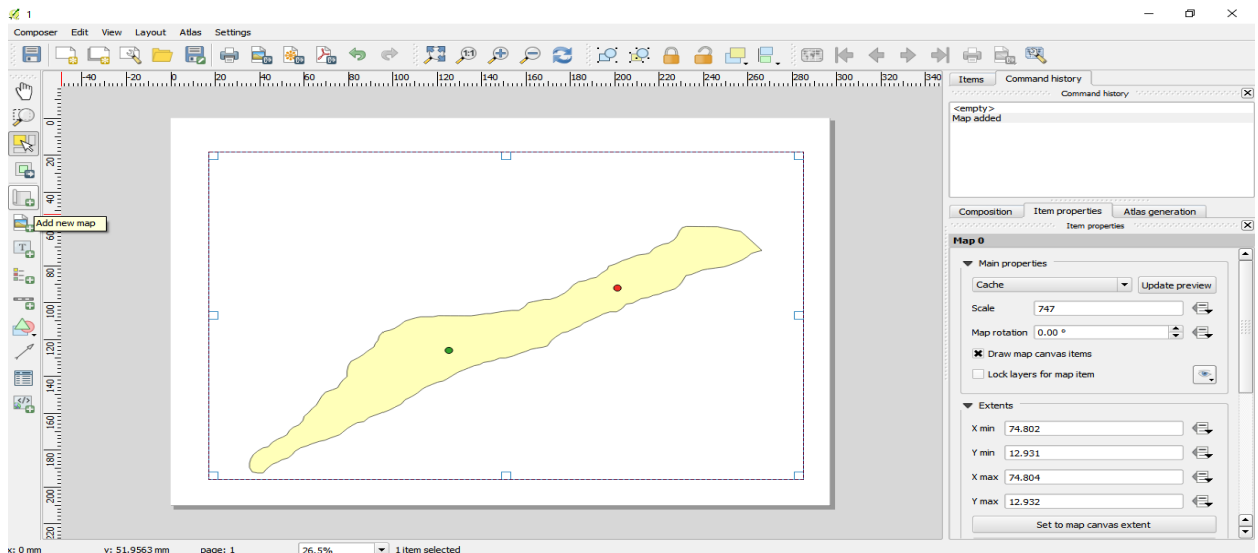 1
Composer Edit View Layout Atlas Settings
-40 -20 0 20 40 60 80 100 120 140 160 180 200 220 240 260 280 300 320 340
0
20
40
60
80
100
120
140
160
180
200
220
Add new map
Items Command history
Command history
<empty>
Map added
Composition Item properties Atlas generation
Item properties
Map 0
Main properties
Cache Update preview
Scale 747
Map rotation 0.00 °
Draw map canvas items
Lock layers for map item
Extents
X min 74.802
Y min 12.931
X max 74.804
Y max 12.932
Set to map canvas extent
x: 0 mm y: 51.9563 mm page: 1 26.5% 1 item selected